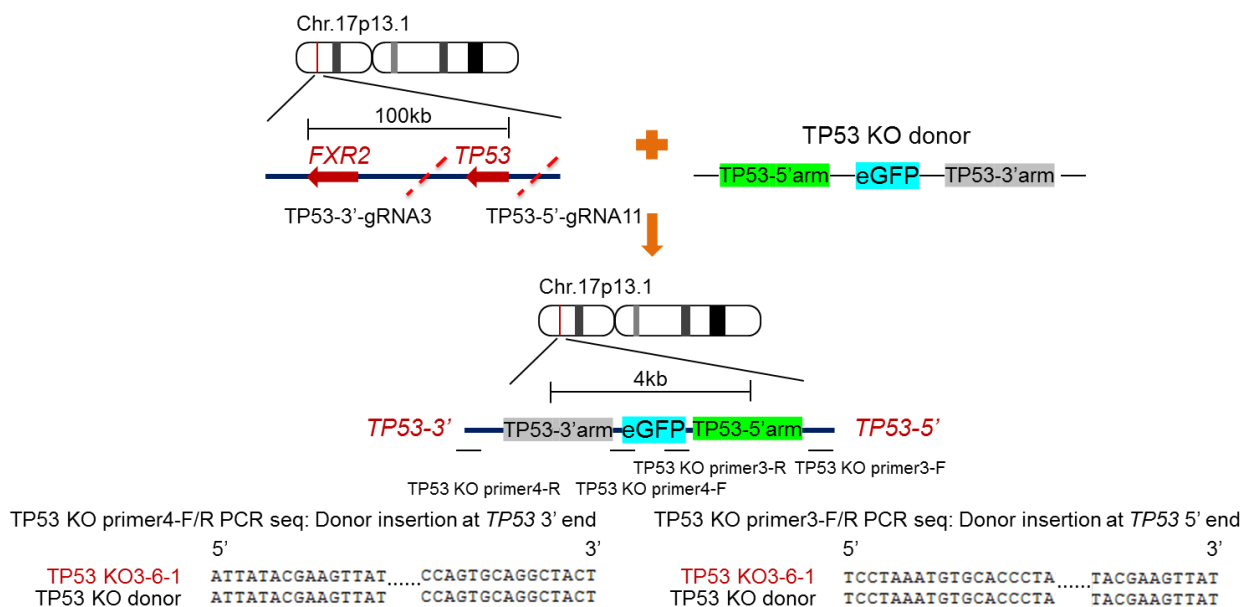 Chr.17p13.1
100kb
FXR2
TP53
TP53-3'-gRNA3
TP53-5'-gRNA11
TP53 KO donor
TP53-5'arm
eGFP
TP53-3'arm
Chr.17p13.1
4kb
TP53-3'
TP53-3'arm
eGFP
TP53-5'arm
TP53-5'
TP53 KO primer4-R
TP53 KO primer4-F
TP53 KO primer3-R
TP53 KO primer3-F
TP53 KO primer4-F/R PCR seq: Donor insertion at TP53 3' end
5' 3'
TP53 KO3-6-1 ATTATACGAAGTTAT......CCAGTGCAGGCTACT
TP53 KO donor ATTATACGAAGTTAT CCAGTGCAGGCTACT
TP53 KO primer3-F/R PCR seq: Donor insertion at TP53 5' end
5' 3'
TP53 KO3-6-1 TCCTAAATGTGCACCCTA......TACGAAGTTAT
TP53 KO donor TCCTAAATGTGCACCCTA TACGAAGTTAT